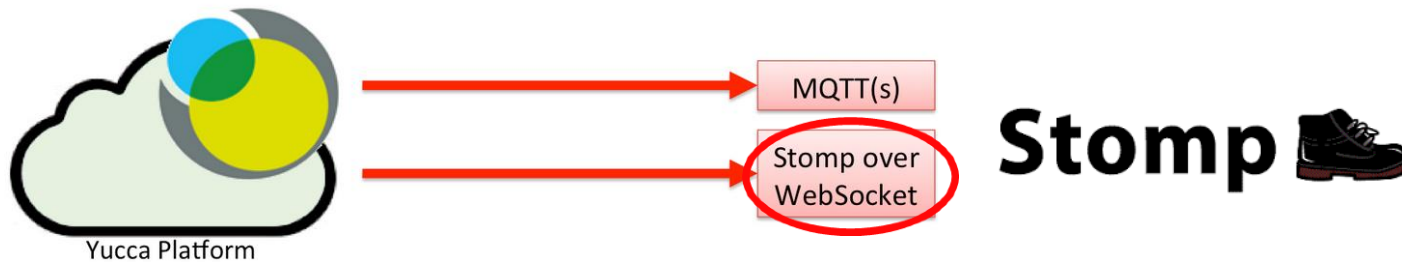 MQTT(s)
Stomp over
WebSocket
Stomp
Yucca Platform